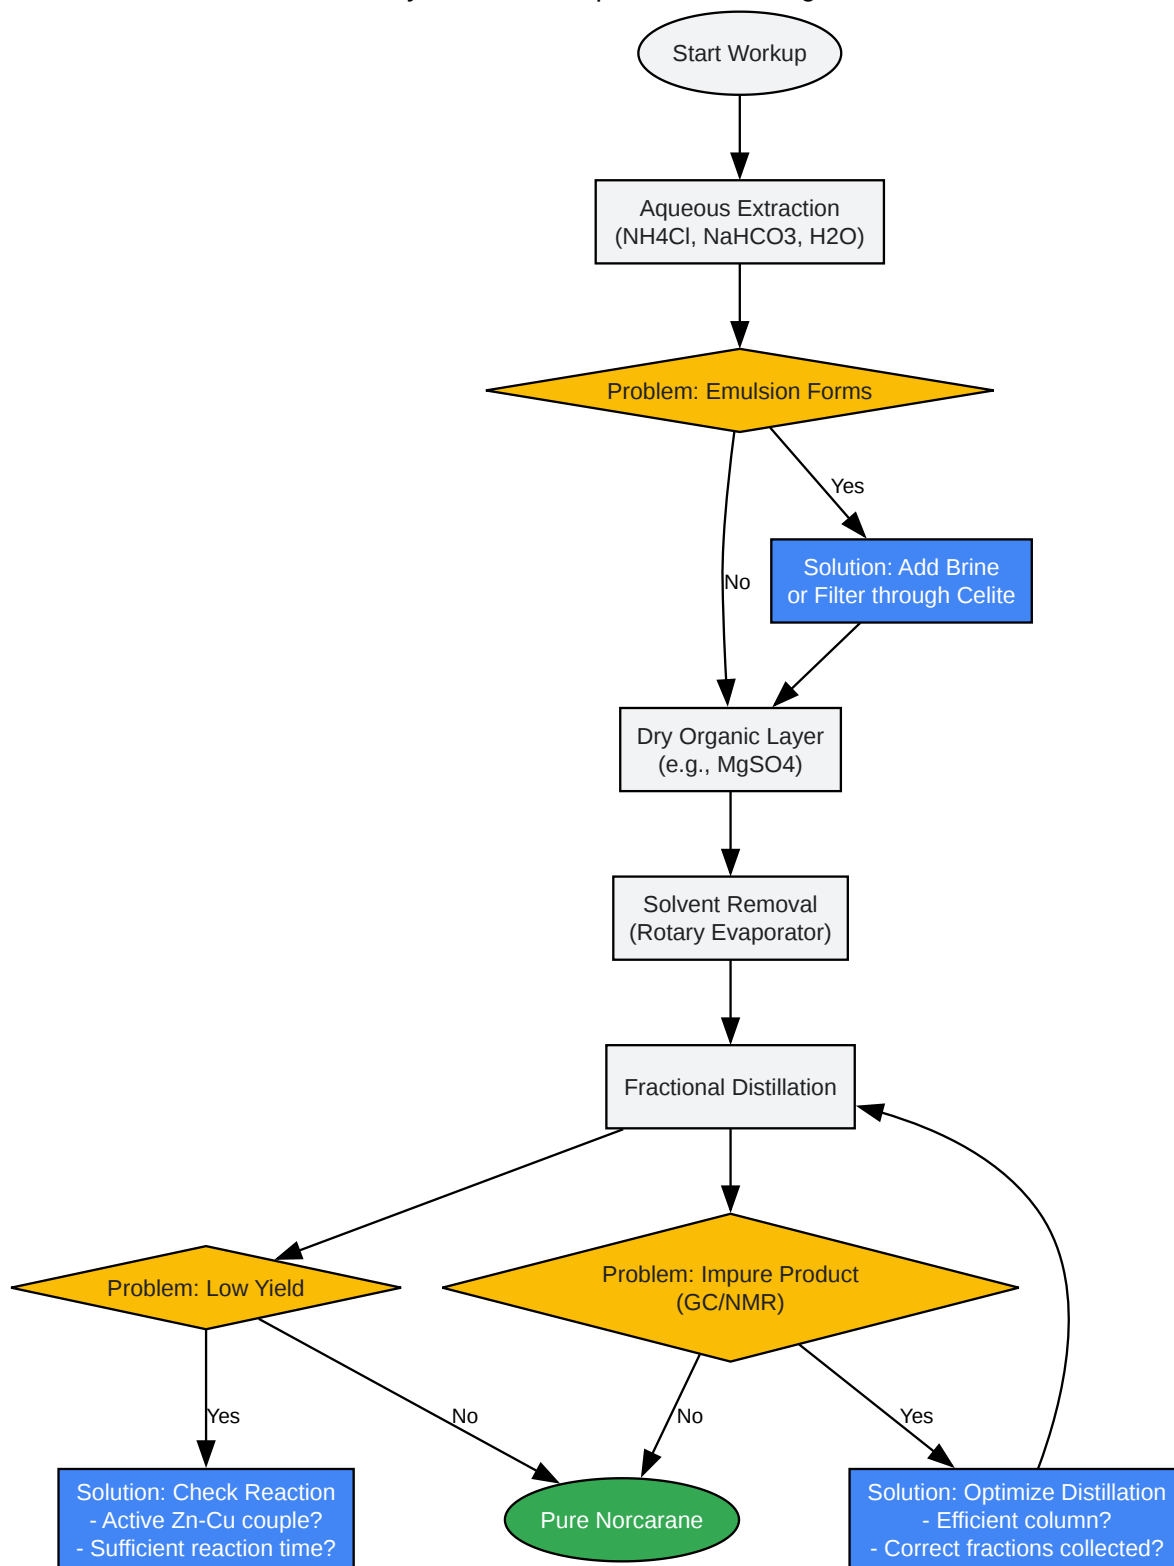 Start Workup
Aqueous Extraction
(NH4Cl, NaHCO3, H2O)
Problem: Emulsion Forms
Yes
Solution: Add Brine
or Filter through Celite
No
Dry Organic Layer
(e.g., MgSO4)
Solvent Removal
(Rotary Evaporator)
Fractional Distillation
Problem: Low Yield
Problem: Impure Product
(GC/NMR)
Yes
No
No
Yes
Solution: Check Reaction
- Active Zn-Cu couple?
- Sufficient reaction time?
Pure Norcarane
Solution: Optimize Distillation
- Efficient column?
- Correct fractions collected?